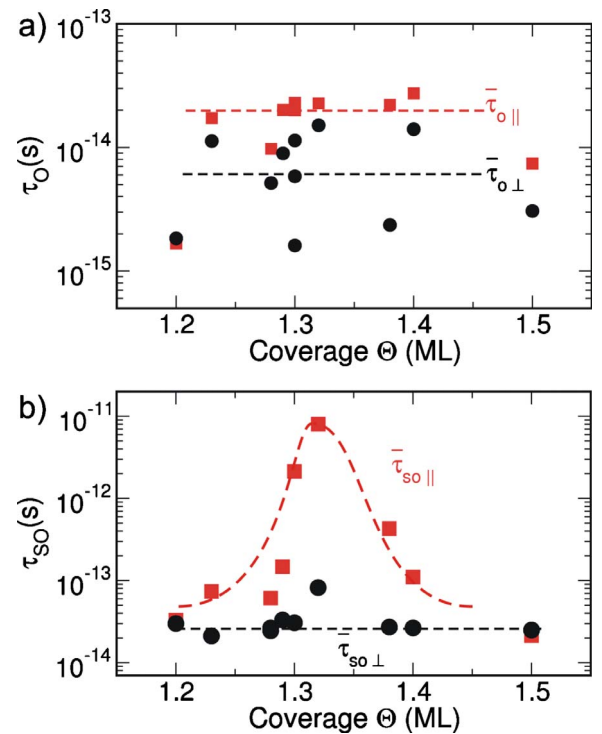 a)
10⁻¹³
τ̄o||
10⁻¹⁴
τO(s)
τ̄o⊥
10⁻¹⁵
1.2 1.3 1.4 1.5
Coverage Θ (ML)
b)
10⁻¹¹
τ̄so||
10⁻¹²
τSO(s)
10⁻¹³
τ̄so⊥
10⁻¹⁴
1.2 1.3 1.4 1.5
Coverage Θ (ML)